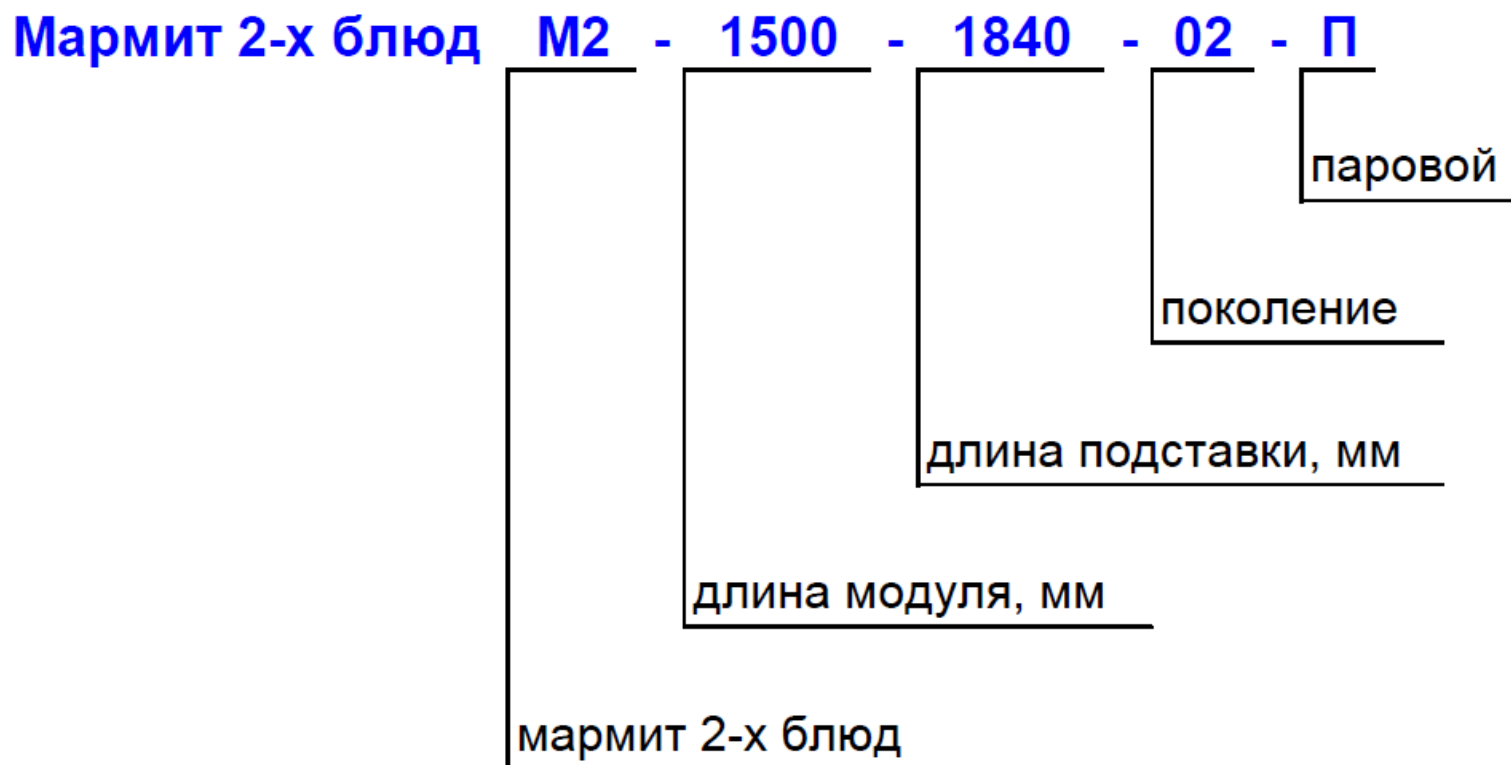 Мармит 2-х блюд М2 - 1500 - 1840 - 02 - П
паровой
поколение
длина подставки, мм
длина модуля, мм
мармит 2-х блюд